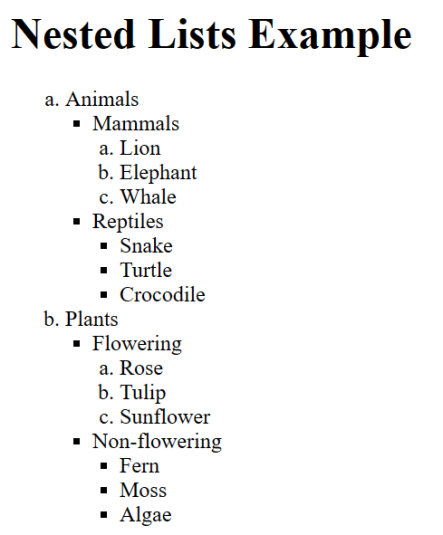 Nested Lists Example
a. Animals
▪ Mammals
a. Lion
b. Elephant
c. Whale
▪ Reptiles
▪ Snake
▪ Turtle
▪ Crocodile
b. Plants
▪ Flowering
a. Rose
b. Tulip
c. Sunflower
▪ Non-flowering
▪ Fern
▪ Moss
▪ Algae